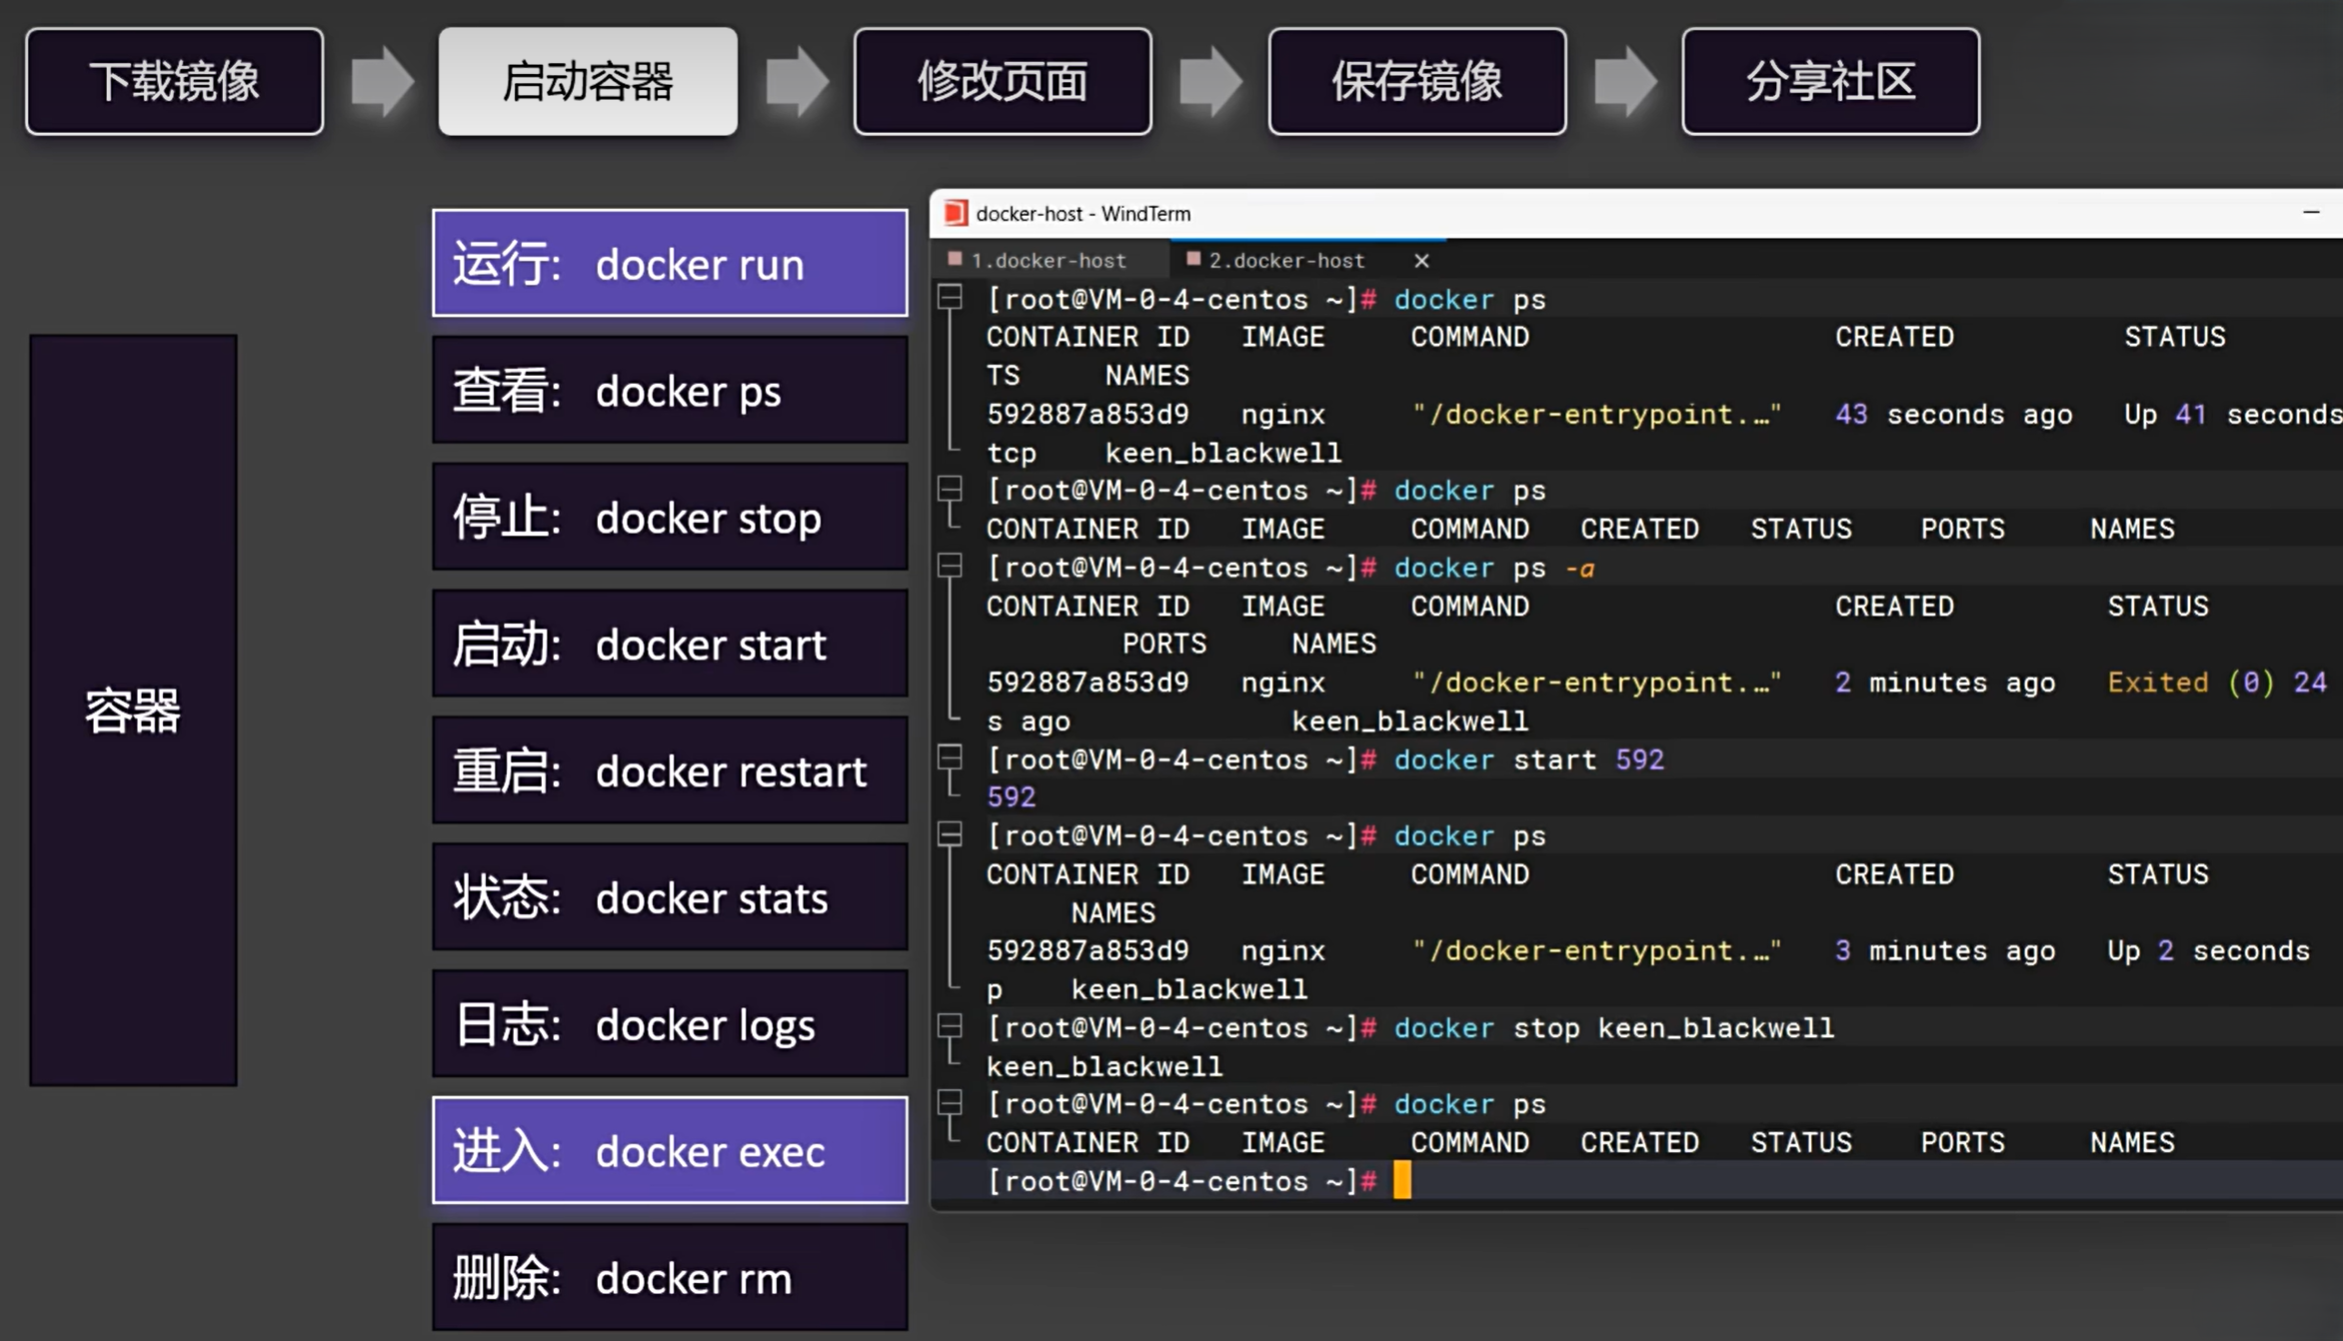 下载镜像
启动容器
修改页面
保存镜像
分享社区
容器
运行: docker run
查看: docker ps
停止: docker stop
启动: docker start
重启: docker restart
状态: docker stats
日志: docker logs
进入: docker exec
删除: docker rm
docker-host - WindTerm
1.docker-host 2.docker-host ×
[root@VM-0-4-centos ~]# docker ps
CONTAINER ID IMAGE COMMAND CREATED STATUS
TS NAMES
592887a853d9 nginx "/docker-entrypoint.…" 43 seconds ago Up 41 seconds
tcp keen_blackwell
[root@VM-0-4-centos ~]# docker ps
CONTAINER ID IMAGE COMMAND CREATED STATUS PORTS NAMES
[root@VM-0-4-centos ~]# docker ps -a
CONTAINER ID IMAGE COMMAND CREATED STATUS
PORTS NAMES
592887a853d9 nginx "/docker-entrypoint.…" 2 minutes ago Exited (0) 24
s ago keen_blackwell
[root@VM-0-4-centos ~]# docker start 592
592
[root@VM-0-4-centos ~]# docker ps
CONTAINER ID IMAGE COMMAND CREATED STATUS
NAMES
592887a853d9 nginx "/docker-entrypoint.…" 3 minutes ago Up 2 seconds
p keen_blackwell
[root@VM-0-4-centos ~]# docker stop keen_blackwell
keen_blackwell
[root@VM-0-4-centos ~]# docker ps
CONTAINER ID IMAGE COMMAND CREATED STATUS PORTS NAMES
[root@VM-0-4-centos ~]#